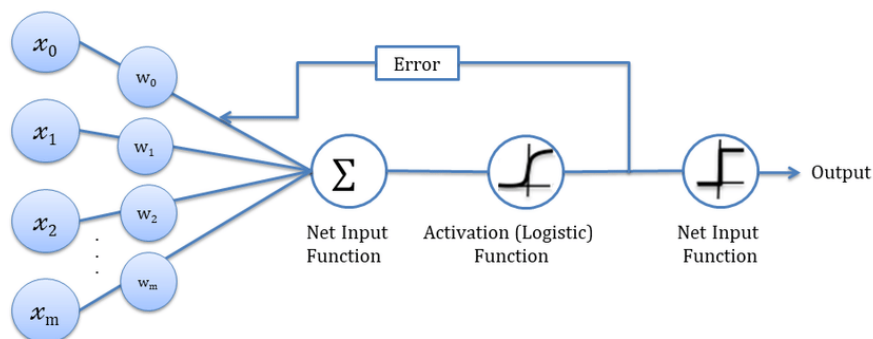 x₀
w₀
Error
x₁
w₁
Σ
Output
x₂
w₂
Net Input
Function
Activation (Logistic)
Function
Net Input
Function
xₘ
wₘ